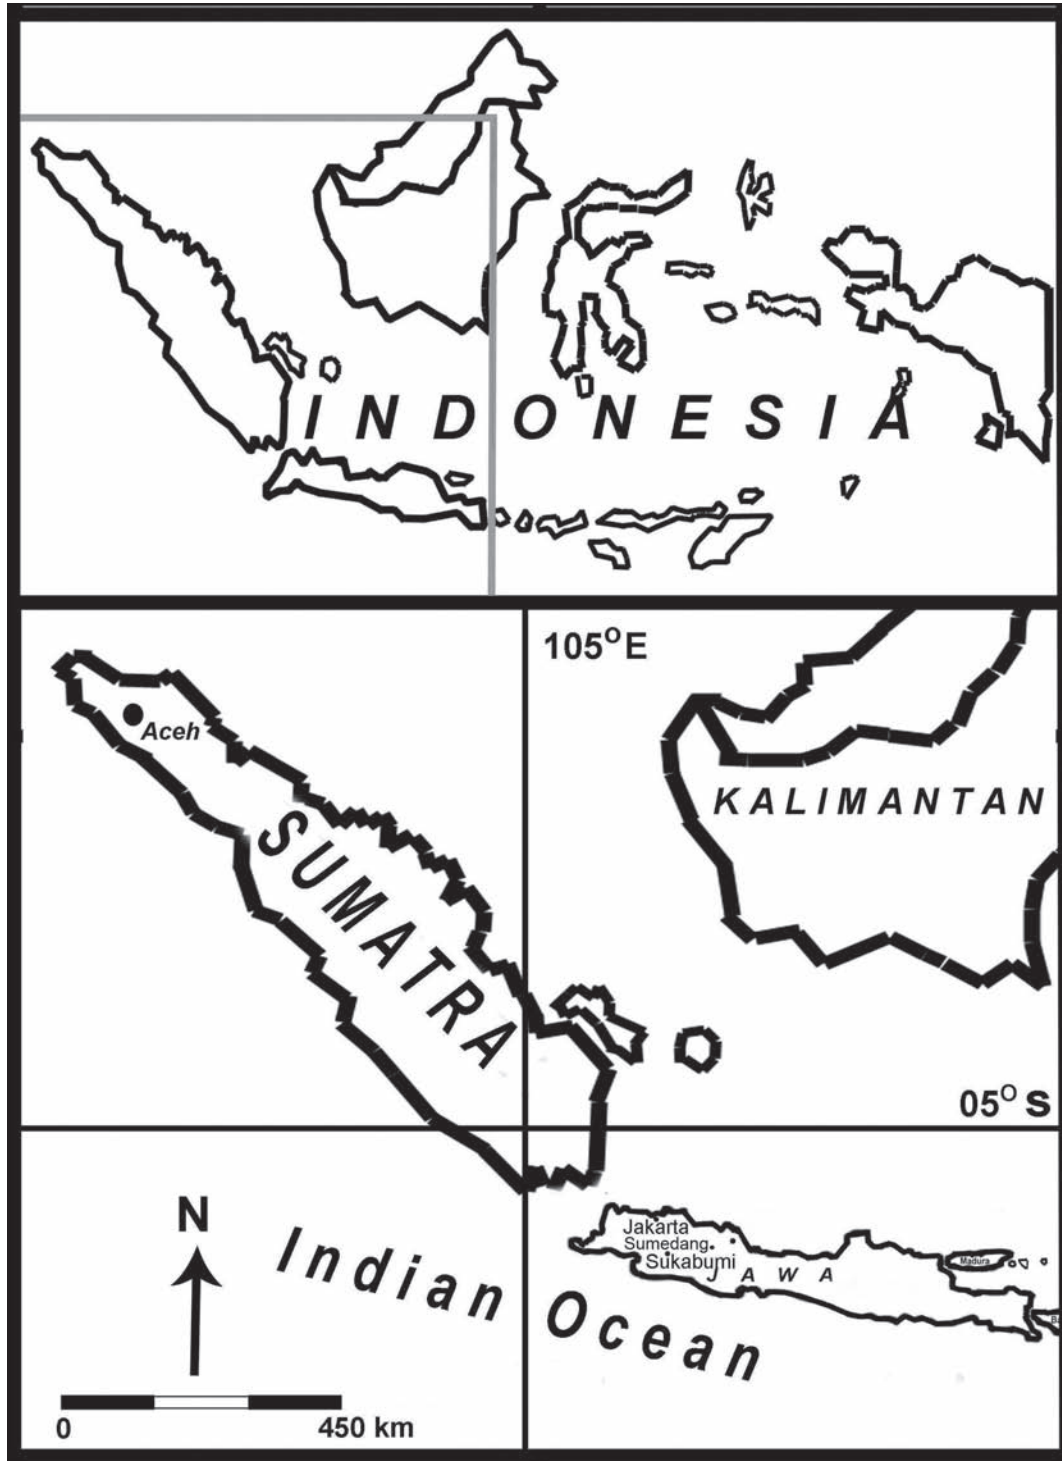 INDONESIA
105°E
Aceh
SUMATRA
KALIMANTAN
05° S
N
Indian Ocean
Jakarta
Sumedang
Sukabumi
JAWA
Madura
0 450 km